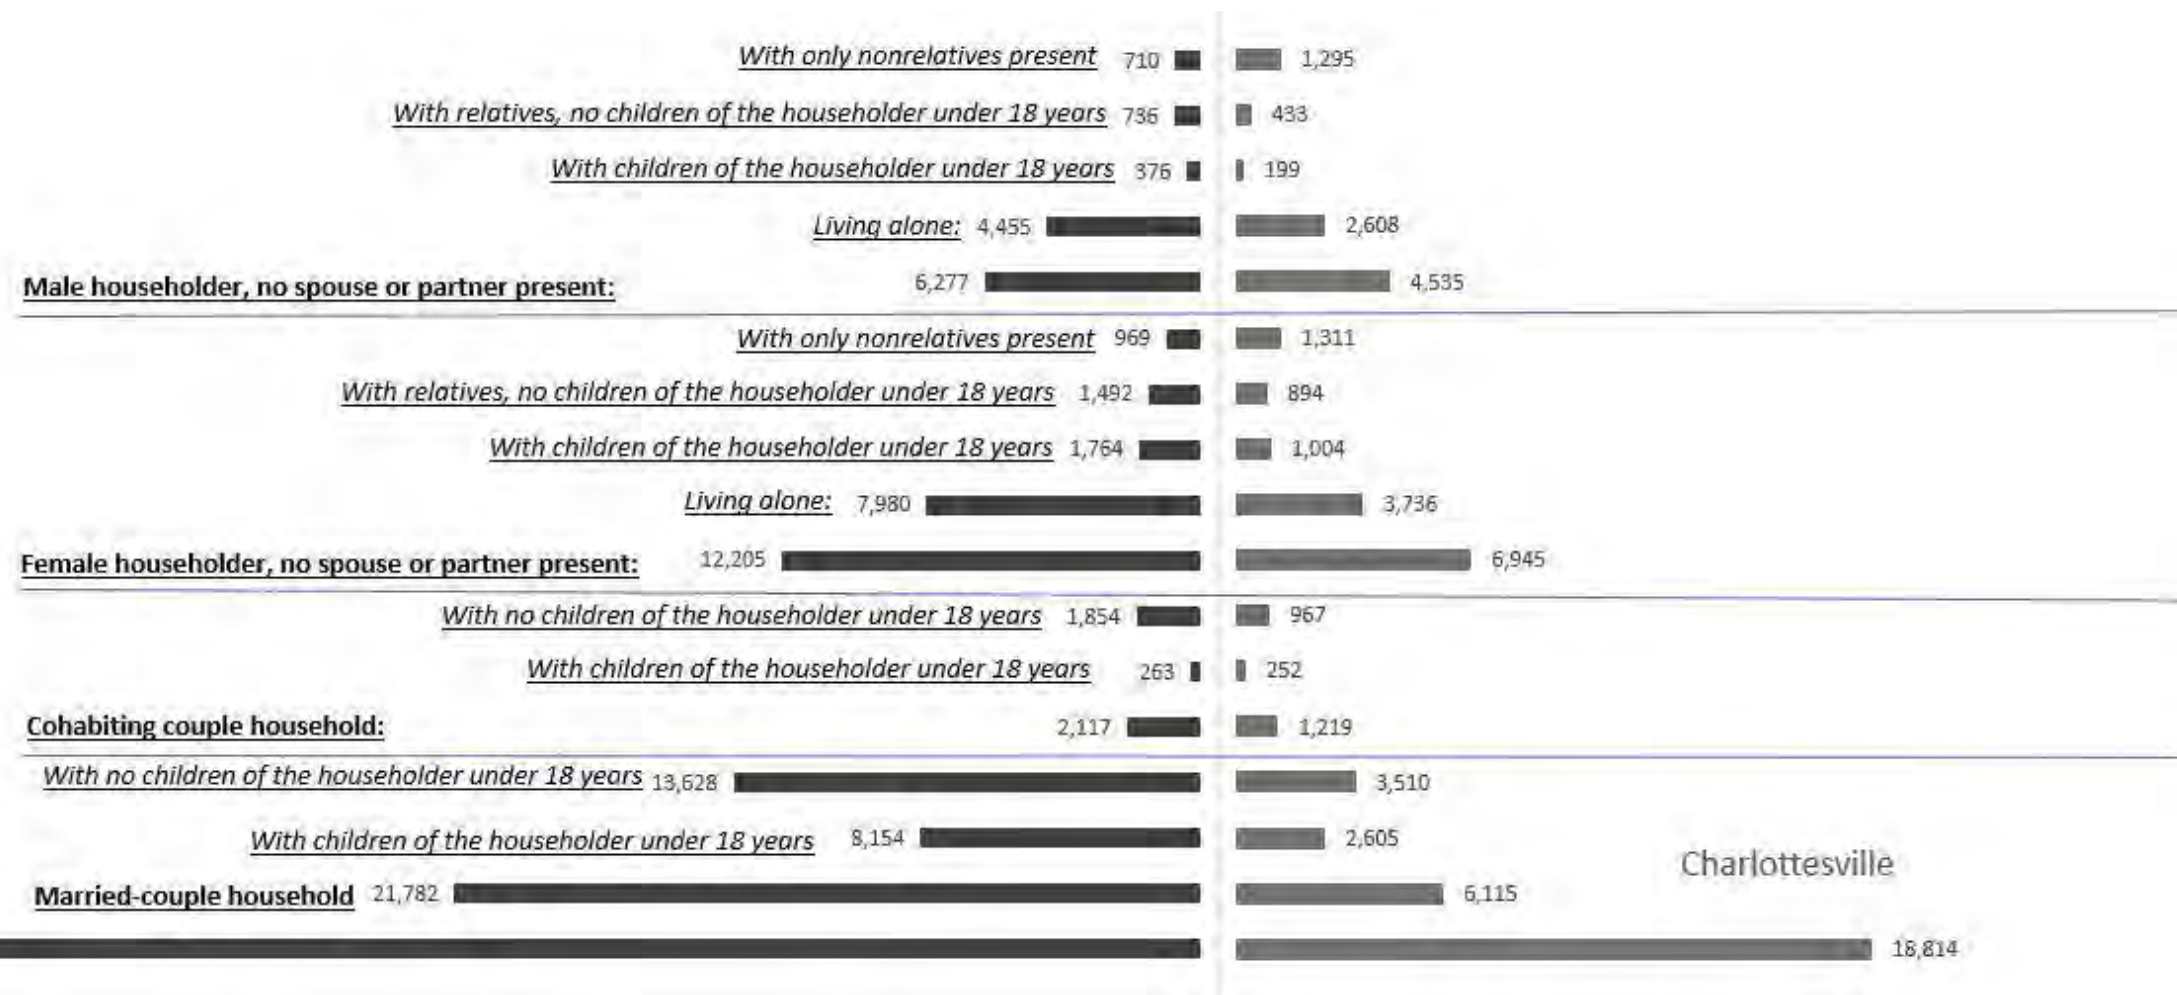 With only nonrelatives present 710 1,295
With relatives, no children of the householder under 18 years 736 433
With children of the householder under 18 years 376 199
Living alone: 4,455 2,608
Male householder, no spouse or partner present: 6,277 4,535
With only nonrelatives present 969 1,311
With relatives, no children of the householder under 18 years 1,492 894
With children of the householder under 18 years 1,764 1,004
Living alone: 7,980 3,736
Female householder, no spouse or partner present: 12,205 6,945
With no children of the householder under 18 years 1,854 967
With children of the householder under 18 years 263 252
Cohabiting couple household: 2,117 1,219
With no children of the householder under 18 years 13,628 3,510
With children of the householder under 18 years 8,154 2,605
Charlottesville
Married-couple household 21,782 6,115
18,814